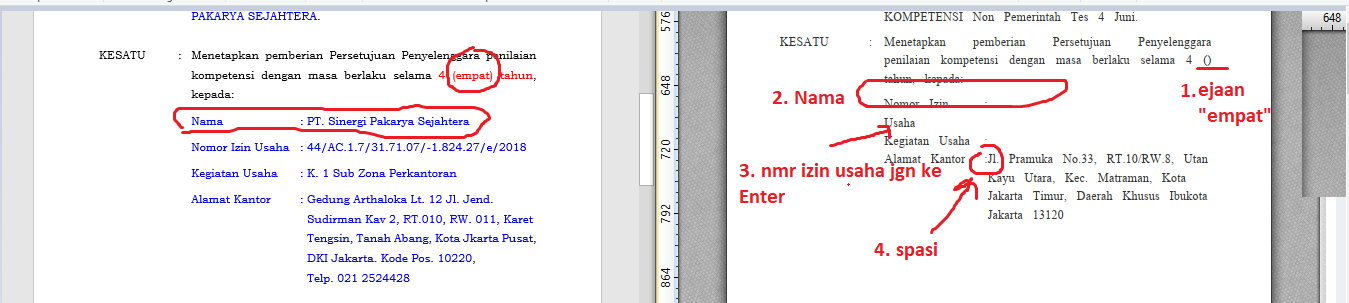 PAKARYA SEJAHTERA.
KESATU : Menetapkan pemberian Persetujuan Penyelenggara penilaian
kompetensi dengan masa berlaku selama 4 (empat) tahun,
kepada:
Nama : PT. Sinergi Pakarya Sejahtera
Nomor Izin Usaha : 44/AC.1.7/31.71.07/-1.824.27/e/2018
Kegiatan Usaha : K. 1 Sub Zona Perkantoran
Alamat Kantor : Gedung Arthaloka Lt. 12 Jl. Jend.
Sudirman Kav 2, RT.010, RW. 011, Karet
Tengsin, Tanah Abang, Kota Jkarta Pusat,
DKI Jakarta. Kode Pos. 10220,
Telp. 021 2524428
576
648
720
792
864
KOMPETENSI Non Pemerintah Tes 4 Juni.
KESATU : Menetapkan pemberian Persetujuan Penyelenggara
penilaian kompetensi dengan masa berlaku selama 4 ()
tahun, kepada:
Nomor Izin :
Usaha
Kegiatan Usaha :
Alamat Kantor :Jl. Pramuka No.33, RT.10/RW.8, Utan
Kayu Utara, Kec. Matraman, Kota
Jakarta Timur, Daerah Khusus Ibukota
Jakarta 13120
1. ejaan
"empat"
2. Nama
3. nmr izin usaha jgn ke
Enter
4. spasi
648